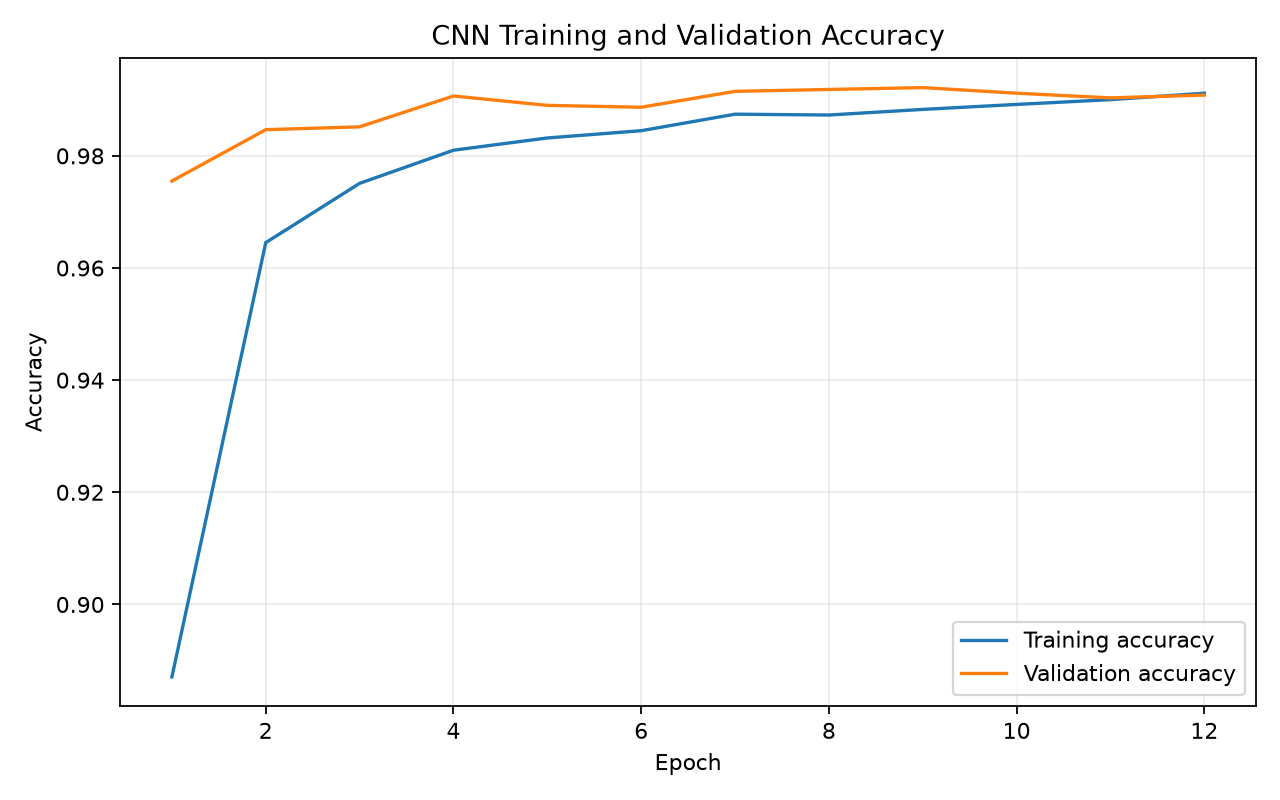 CNN Training and Validation Accuracy
Accuracy
0.98
0.96
0.94
0.92
0.90
2 4 6 8 10 12
Epoch
Training accuracy
Validation accuracy